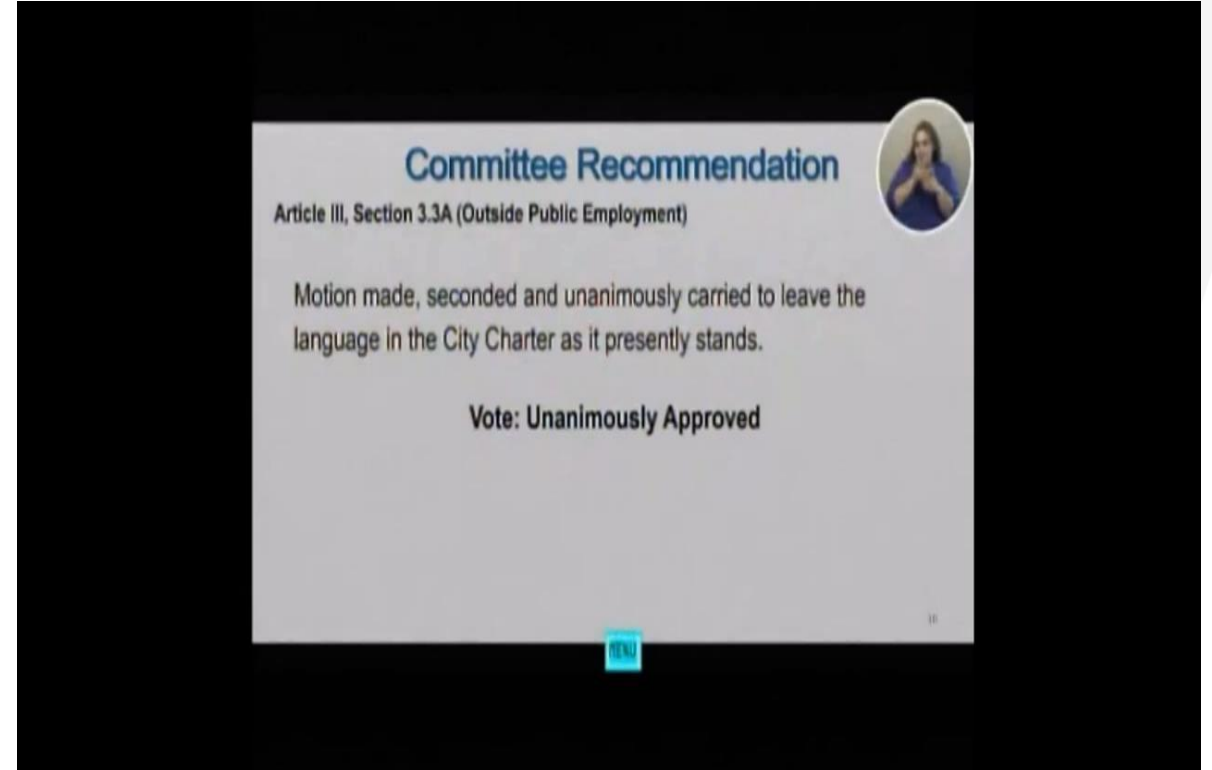 Committee Recommendation
Article III, Section 3.3A (Outside Public Employment)
Motion made, seconded and unanimously carried to leave the
language in the City Charter as it presently stands.
Vote: Unanimously Approved
MENU